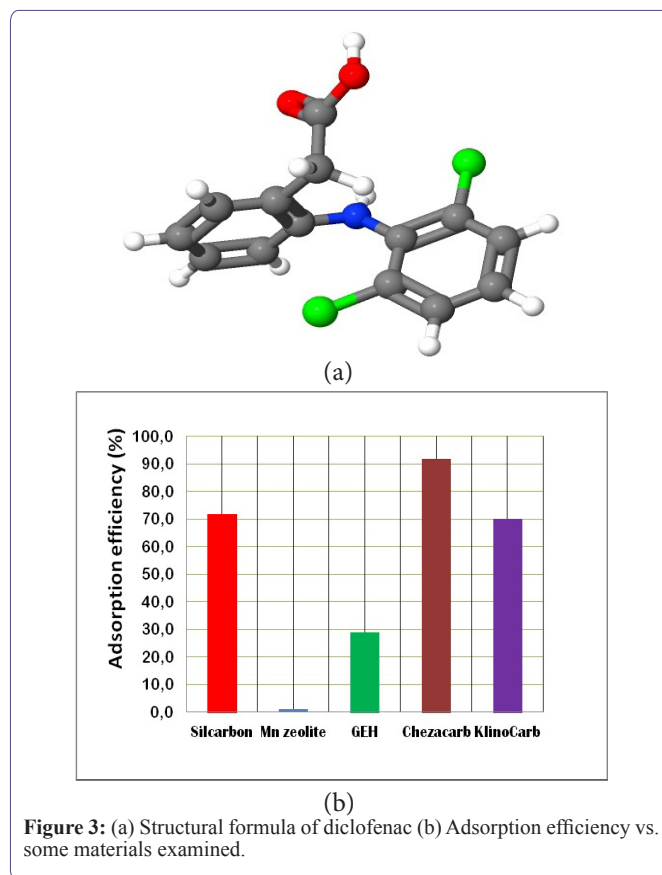 (a)
Adsorption efficiency (%)
100,0
90,0
80,0
70,0
60,0
50,0
40,0
30,0
20,0
10,0
0,0
Silcarbon Mn zeolite GEH Chezacarb KlinoCarb
(b)
Figure 3: (a) Structural formula of diclofenac (b) Adsorption efficiency vs.
some materials examined.